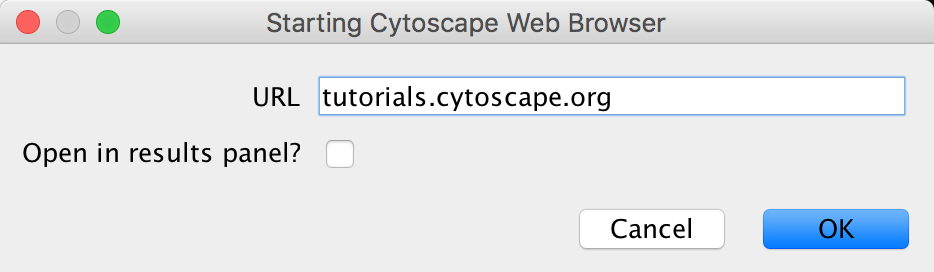 Starting Cytoscape Web Browser
URL tutorials.cytoscape.org
Open in results panel?
Cancel OK